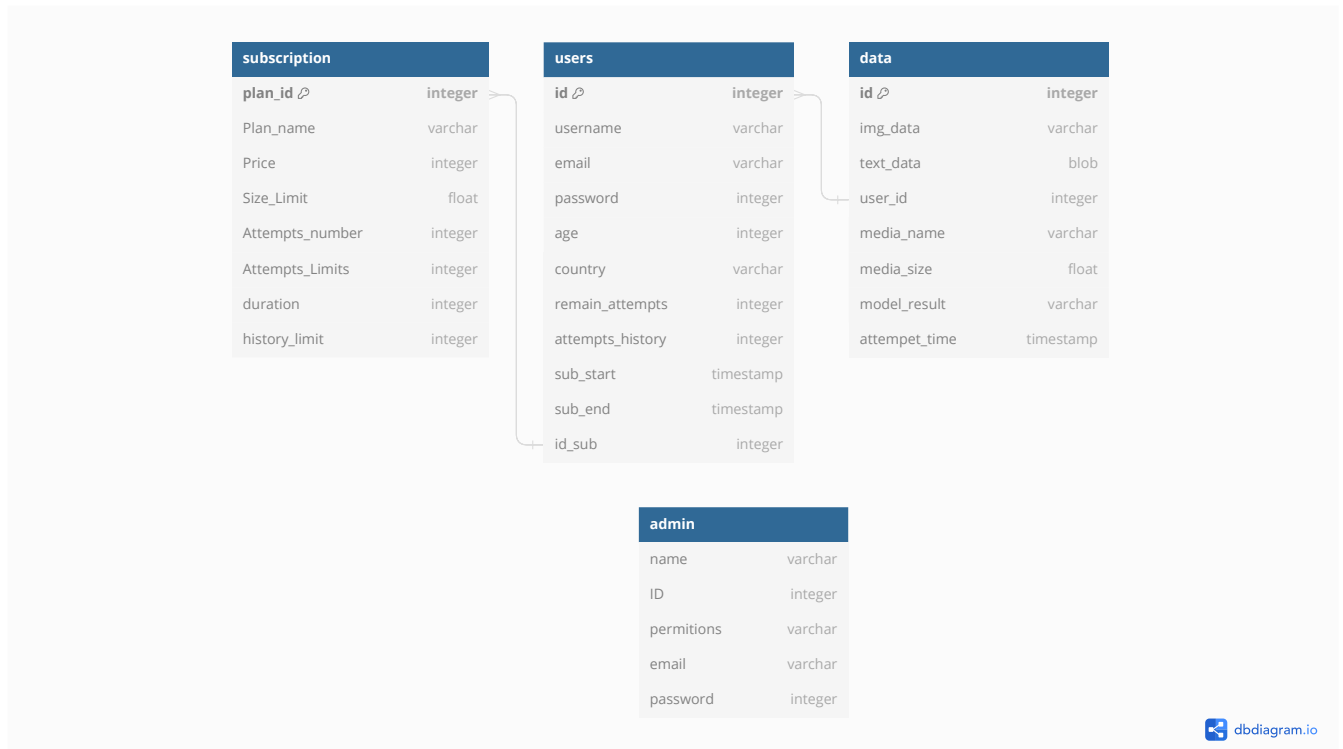 subscription
plan_id integer
Plan_name varchar
Price integer
Size_Limit float
Attempts_number integer
Attempts_Limits integer
duration integer
history_limit integer
users
id integer
username varchar
email varchar
password integer
age integer
country varchar
remain_attempts integer
attempts_history integer
sub_start timestamp
sub_end timestamp
id_sub integer
data
id integer
img_data varchar
text_data blob
user_id integer
media_name varchar
media_size float
model_result varchar
attempet_time timestamp
admin
name varchar
ID integer
permitions varchar
email varchar
password integer
dbdiagram.io